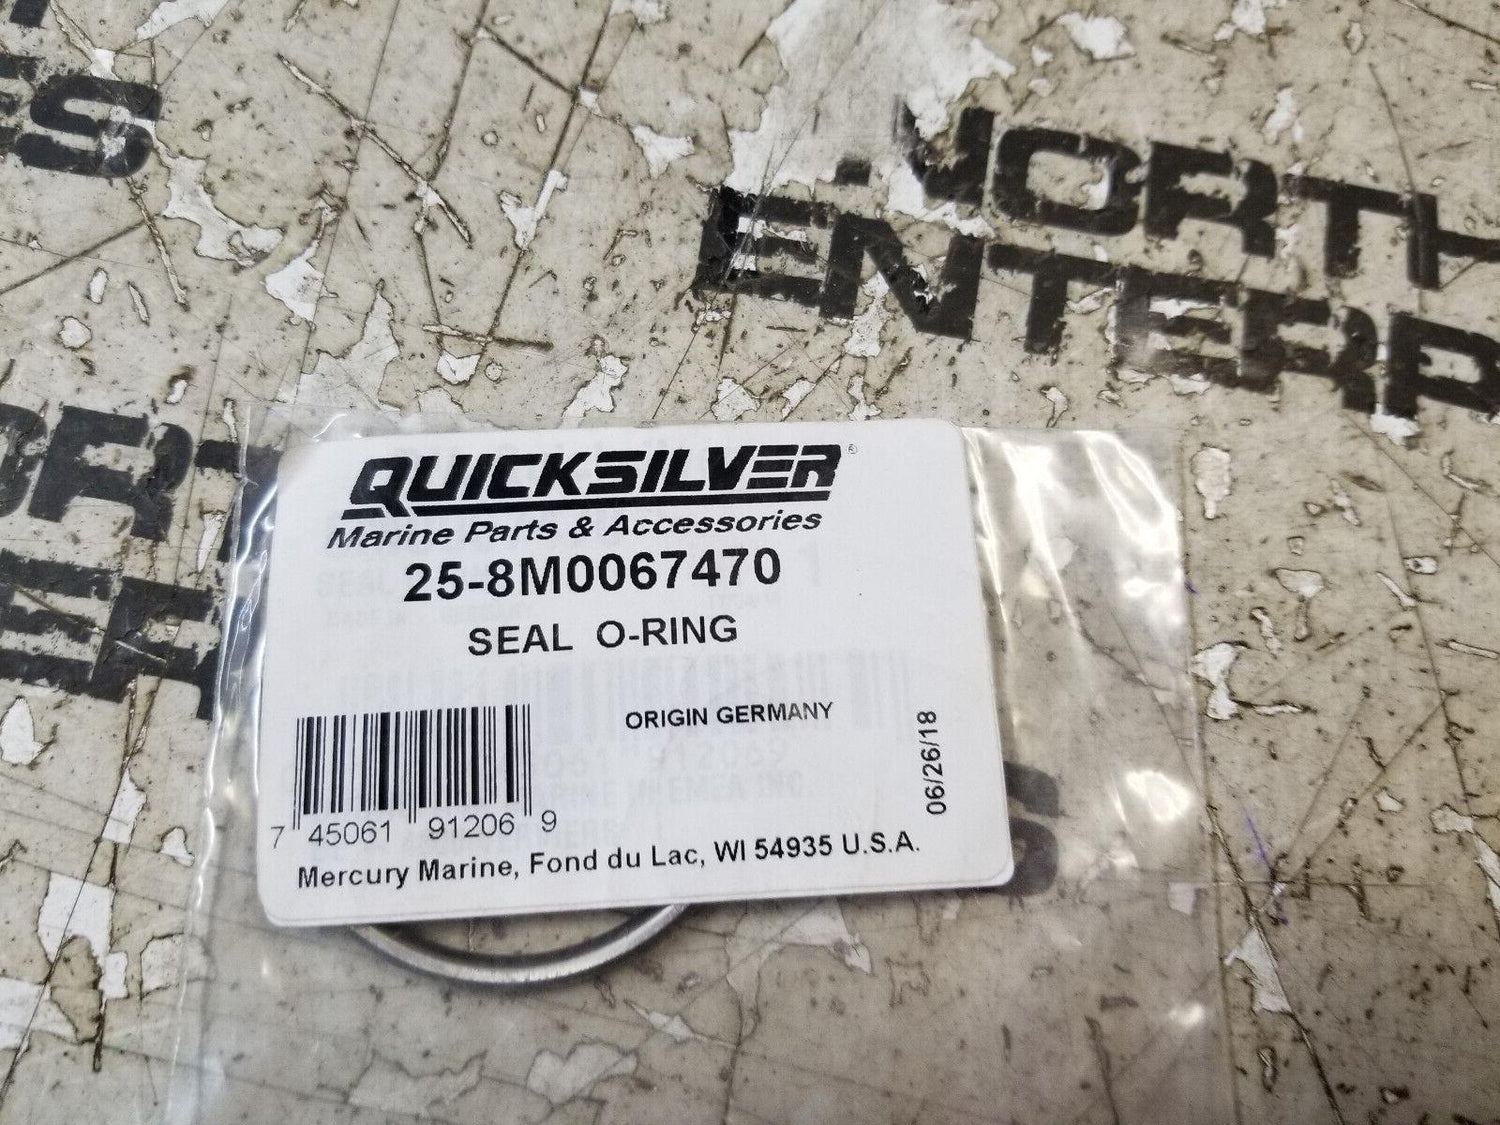 NORTH
ENTERP
QUICKSILVER®
Marine Parts & Accessories
25-8M0067470
SEAL O-RING
ORIGIN GERMANY
06/26/18
7 45061 91206 9
Mercury Marine, Fond du Lac, WI 54935 U.S.A.